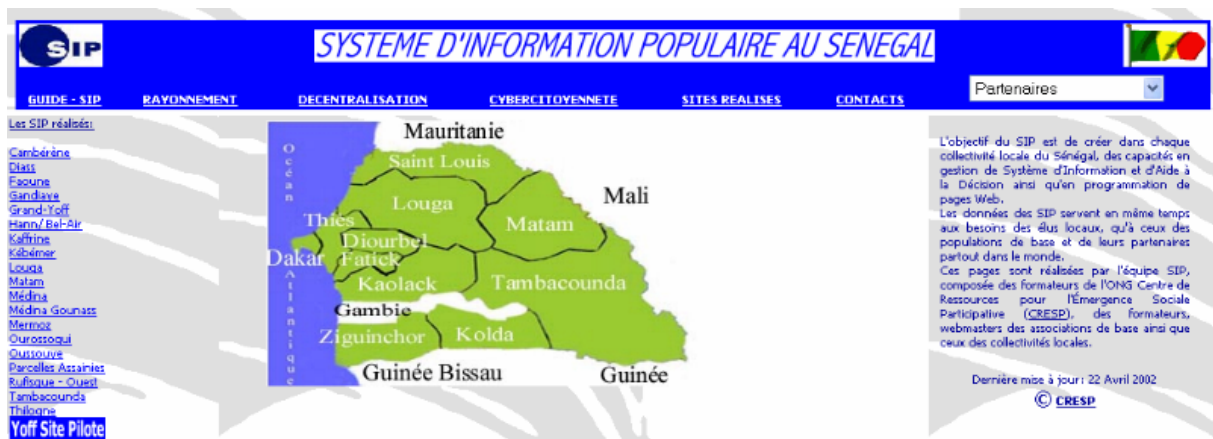 SIP
SYSTEME D'INFORMATION POPULAIRE AU SENEGAL
GUIDE - SIP
RAYONNEMENT
DECENTRALISATION
CYBERCITOYENNETE
SITES REALISES
CONTACTS
Partenaires
Les SIP réalisés:
Cambérène
Diass
Faoune
Gandiaye
Grand-Yoff
Hann/ Bel-Air
Kaffrine
Kébémer
Louga
Matam
Médina
Médina Gounass
Mermoz
Ourossogui
Oussouye
Parcelles Assainies
Rufisque - Ouest
Tambacounda
Thilogne
Yoff Site Pilote
Mauritanie
Océan
Saint Louis
Mali
Louga
Thiés
Matam
Diourbel
Dakar
Fatick
Atlantique
Kaolack
Tambacounda
Gambie
Ziguinchor
Kolda
Guinée Bissau
Guinée
L'objectif du SIP est de créer dans chaque
collectivité locale du Sénégal, des capacités en
gestion de Système d'Information et d'Aide à
la Décision ainsi qu'en programmation de
pages Web.
Les données des SIP servent en même temps
aux besoins des élus locaux, qu'à ceux des
populations de base et de leurs partenaires
partout dans le monde.
Ces pages sont réalisées par l'équipe SIP,
composée des formateurs de l'ONG Centre de
Ressources pour l'Émergence Sociale
Participative (CRESP), des formateurs,
webmasters des associations de base ainsi que
ceux des collectivités locales.
Dernière mise à jour: 22 Avril 2002
© CRESP